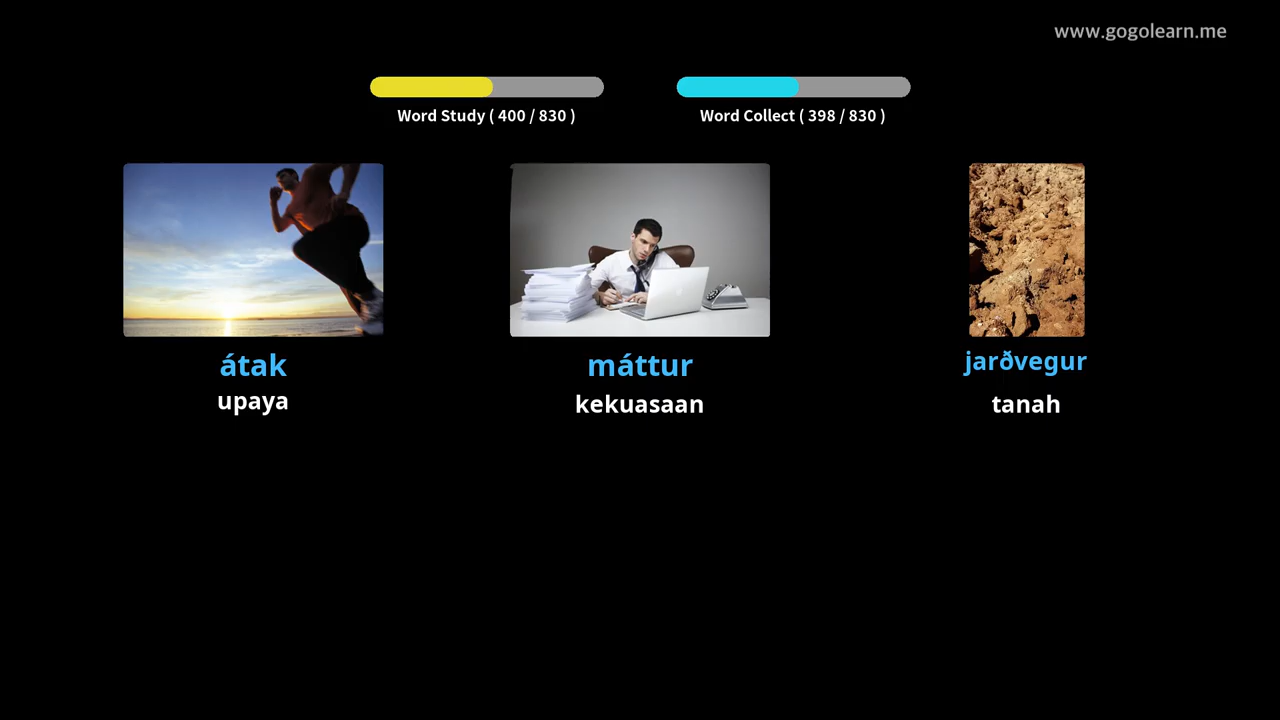 www.gogolearn.me
Word Study ( 400 / 830 )
Word Collect ( 398 / 830 )
átak
upaya
máttur
kekuasaan
jarðvegur
tanah